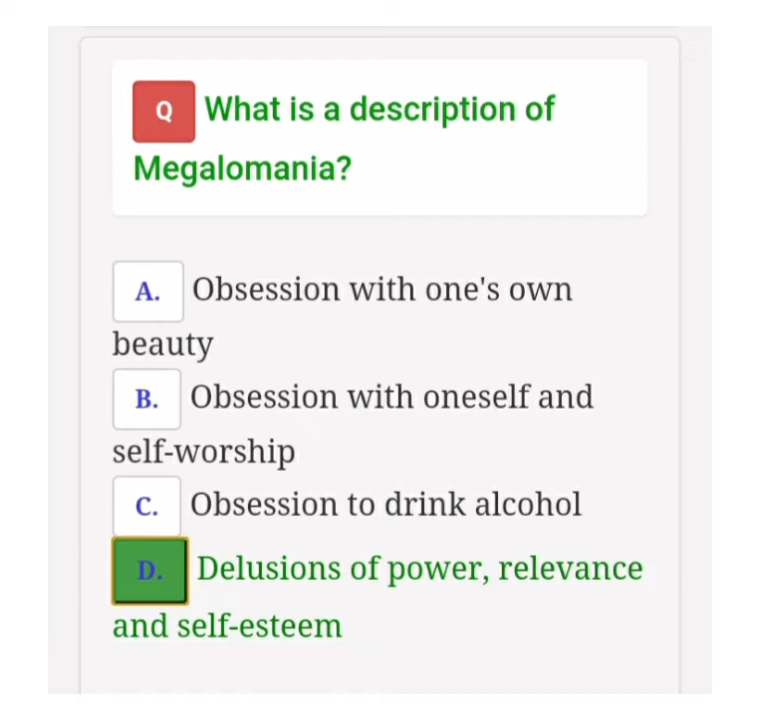 Q What is a description of
Megalomania?
A. Obsession with one's own
beauty
B. Obsession with oneself and
self-worship
C. Obsession to drink alcohol
D. Delusions of power, relevance
and self-esteem